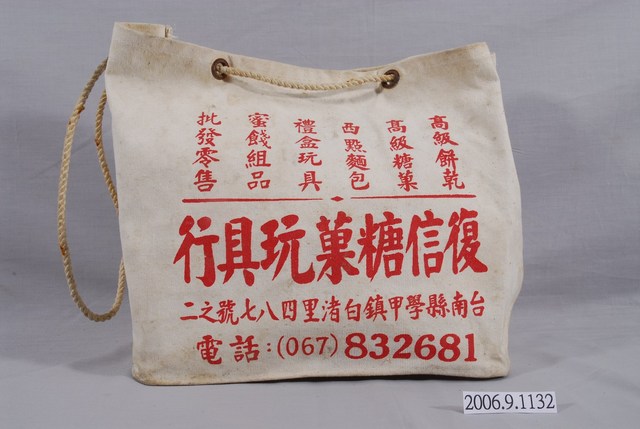 高級餅乾
高級糖菓
西點麵包
禮盒玩具
蜜餞組品
批發零售
復信糖菓玩具行
台南縣學甲鎮白渚里四八七號之二
電話:(067)832681
2006.9.1132